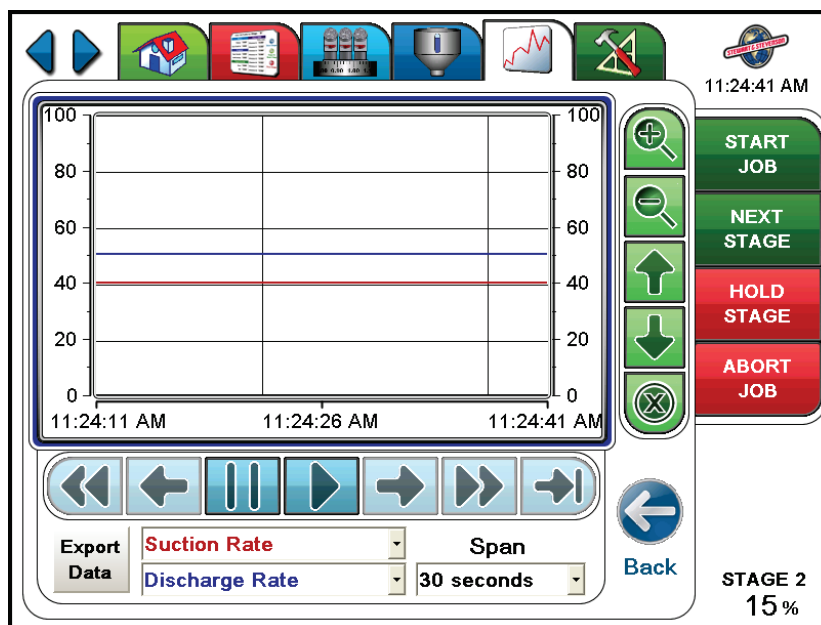 STEWART & STEVENSON
11:24:41 AM
100
80
60
40
20
0
100
80
60
40
20
0
11:24:11 AM
11:24:26 AM
11:24:41 AM
START
JOB
NEXT
STAGE
HOLD
STAGE
ABORT
JOB
X
Export
Data
Suction Rate
Discharge Rate
Span
30 seconds
Back
STAGE 2
15 %